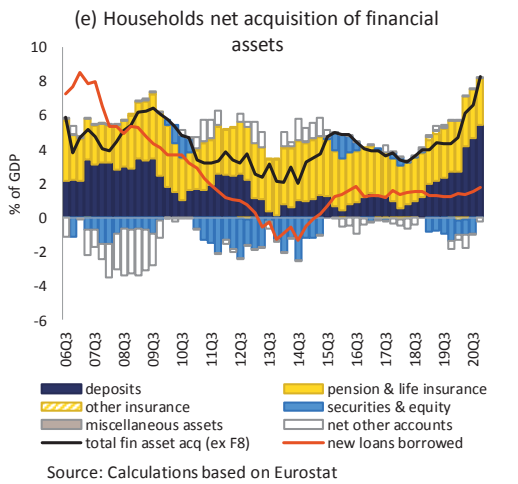 (e) Households net acquisition of financial
assets
% of GDP
10
8
6
4
2
0
-2
-4
-6
06Q3
07Q3
08Q3
09Q3
10Q3
11Q3
12Q3
13Q3
14Q3
15Q3
16Q3
17Q3
18Q3
19Q3
20Q3
deposits
pension & life insurance
other insurance
securities & equity
miscellaneous assets
net other accounts
total fin asset acq (ex F8)
new loans borrowed
Source: Calculations based on Eurostat